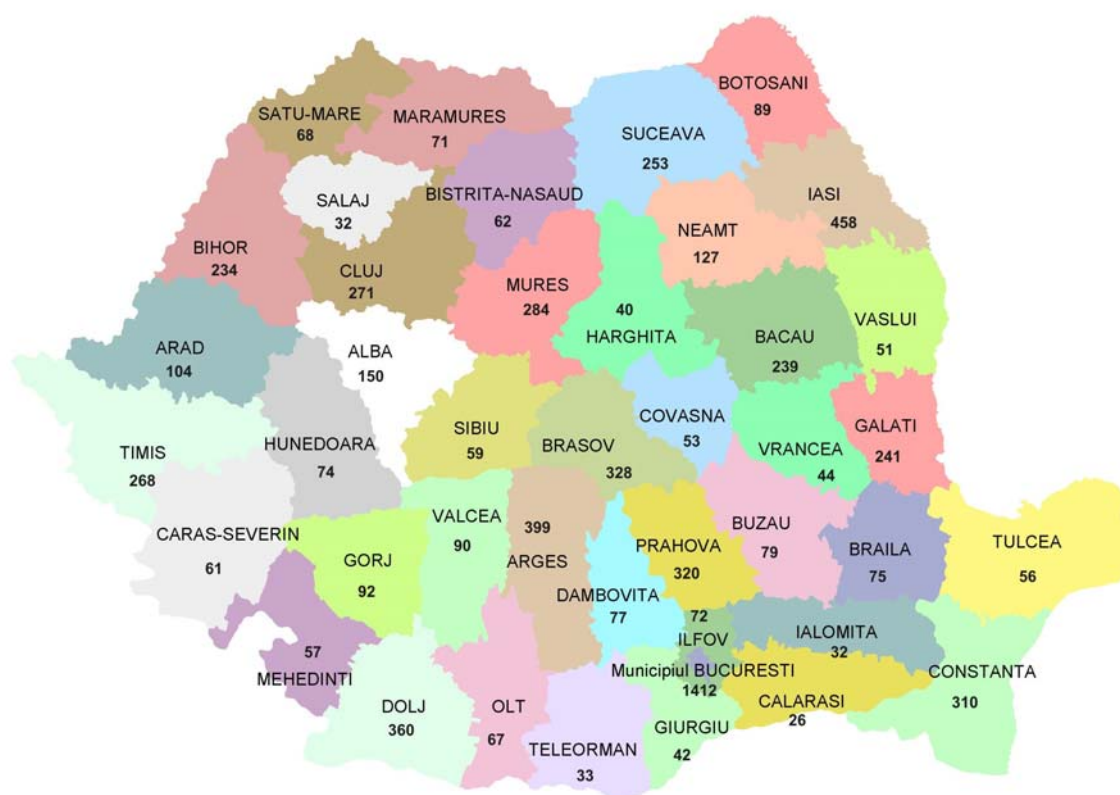 BOTOSANI
89
SATU-MARE
68
MARAMURES
71
SUCEAVA
253
SALAJ
32
BISTRITA-NASAUD
62
IASI
458
NEAMT
127
BIHOR
234
CLUJ
271
MURES
284
40
HARGHITA
BACAU
239
VASLUI
51
ARAD
104
ALBA
150
SIBIU
59
BRASOV
328
COVASNA
53
VRANCEA
44
GALATI
241
TIMIS
268
HUNEDOARA
74
CARAS-SEVERIN
61
GORJ
92
VALCEA
90
399
ARGES
DAMBOVITA
77
PRAHOVA
320
BUZAU
79
BRAILA
75
TULCEA
56
57
MEHEDINTI
DOLJ
360
OLT
67
TELEORMAN
33
72
ILFOV
Municipiul BUCURESTI
1412
GIURGIU
42
IALOMITA
32
CALARASI
26
CONSTANTA
310